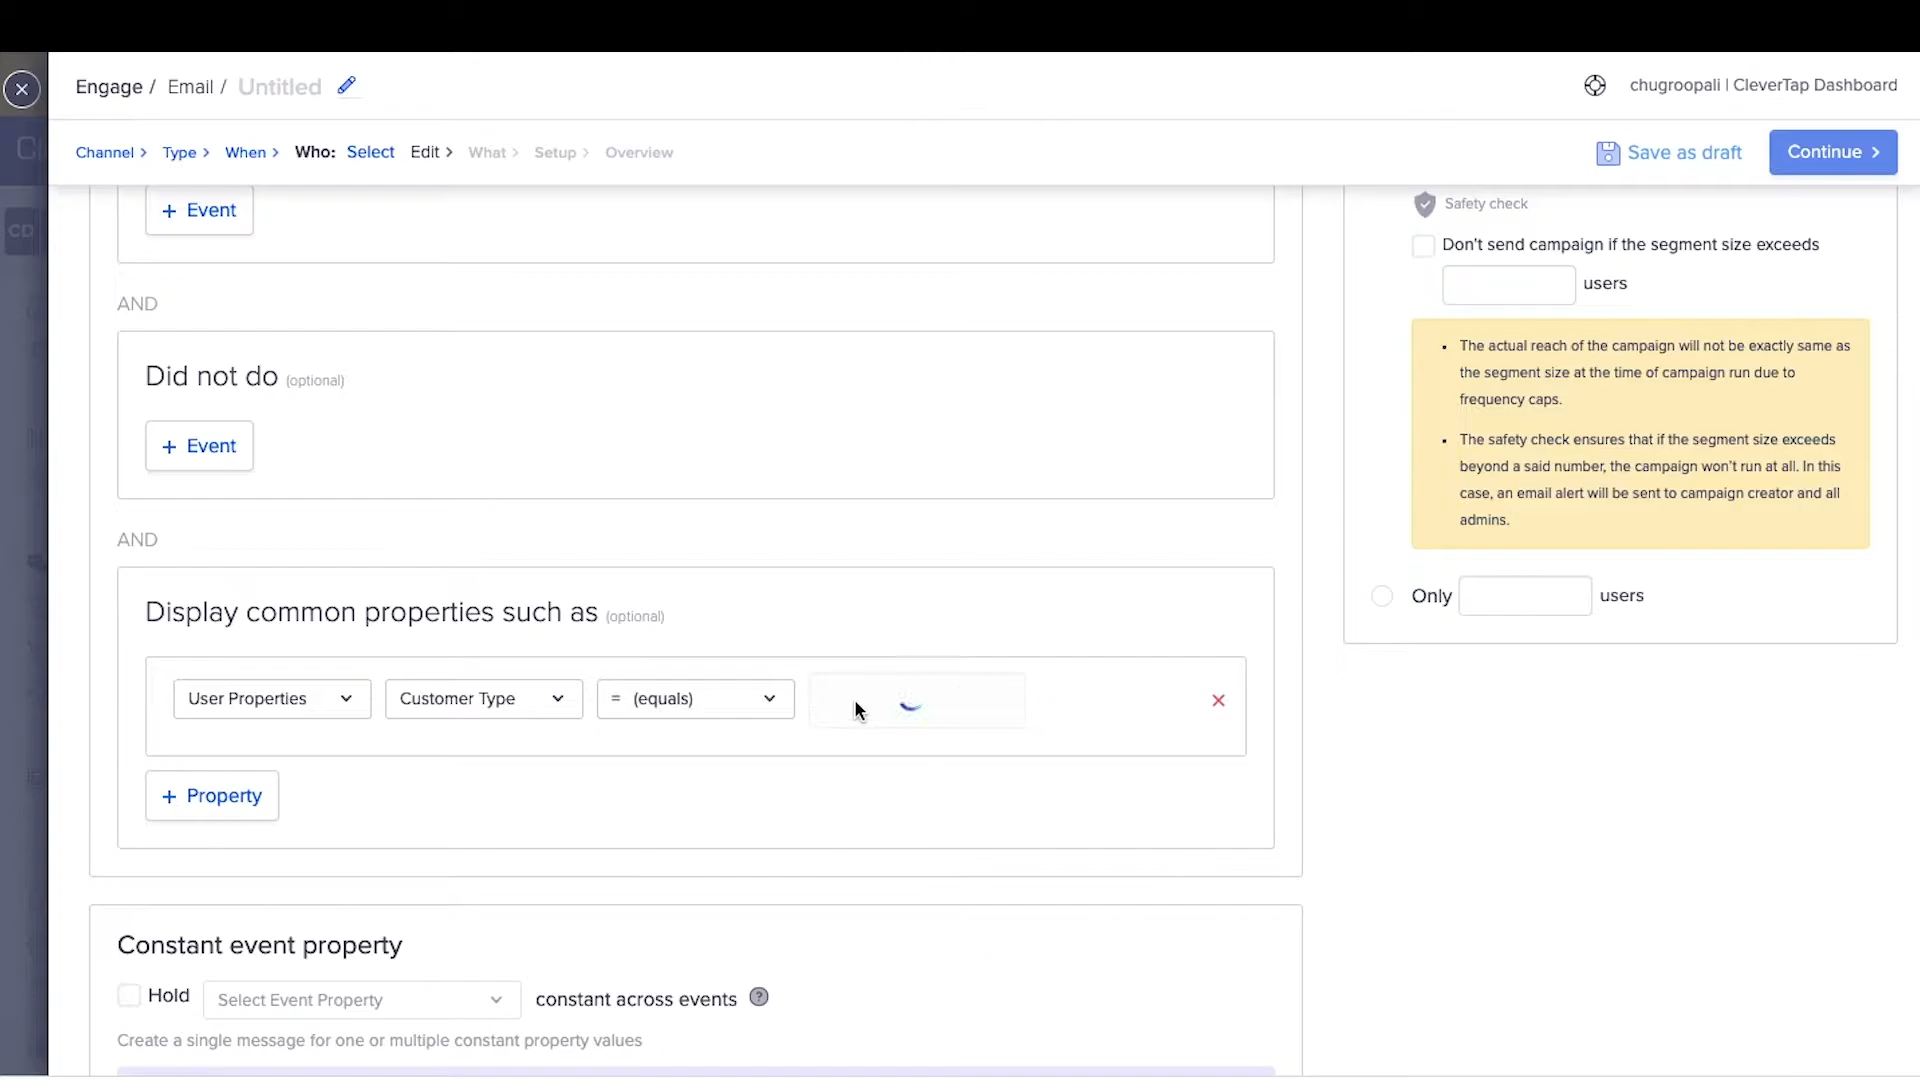 Engage / Email / Untitled
chugroopali | CleverTap Dashboard
Channel > Type > When > Who: Select Edit > What > Setup > Overview
Save as draft
Continue >
+ Event
AND
Did not do (optional)
+ Event
AND
Display common properties such as (optional)
User Properties Customer Type = (equals)
+ Property
Constant event property
Hold Select Event Property constant across events ?
Create a single message for one or multiple constant property values
Safety check
Don't send campaign if the segment size exceeds
users
• The actual reach of the campaign will not be exactly same as
the segment size at the time of campaign run due to
frequency caps.
• The safety check ensures that if the segment size exceeds
beyond a said number, the campaign won't run at all. In this
case, an email alert will be sent to campaign creator and all
admins.
Only users
CD